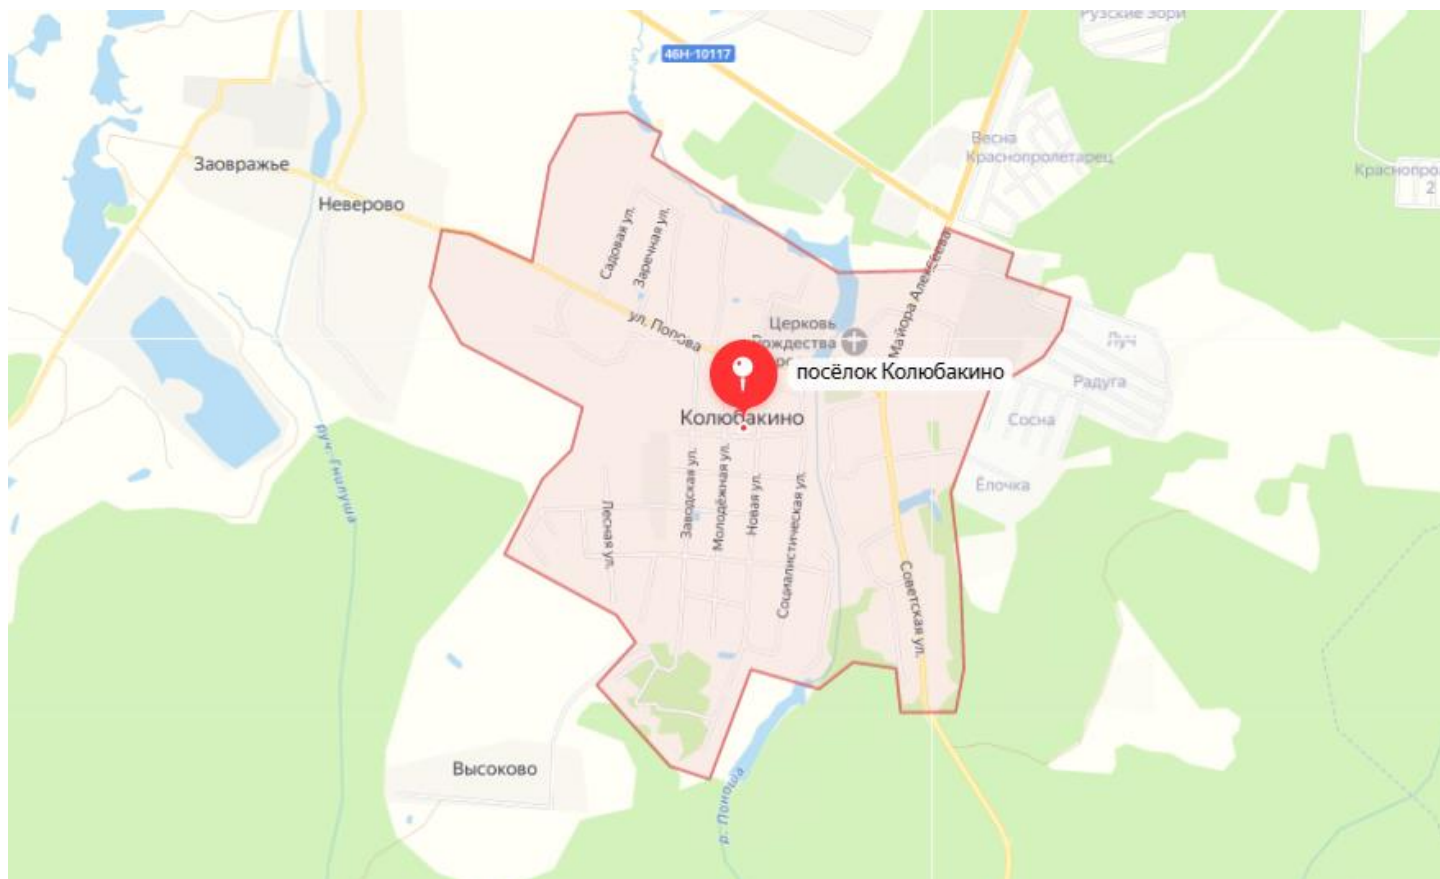 Рузские Зори
46Н-10117
Весна
Краснопролетарец
Заовражье
2
Неверово
Садовая ул.
Заречная ул.
Майора Алексеева
ул. Попова
Церковь
Рождества
Луч
посёлок Колюбакино
Радуга
Колюбакино
Сосна
руч. Гнилуша
Заводская ул.
Молодёжная ул.
Новая ул.
Социалистическая ул.
Ёлочка
Лесная ул.
Советская ул.
Высоково
р. Поноша